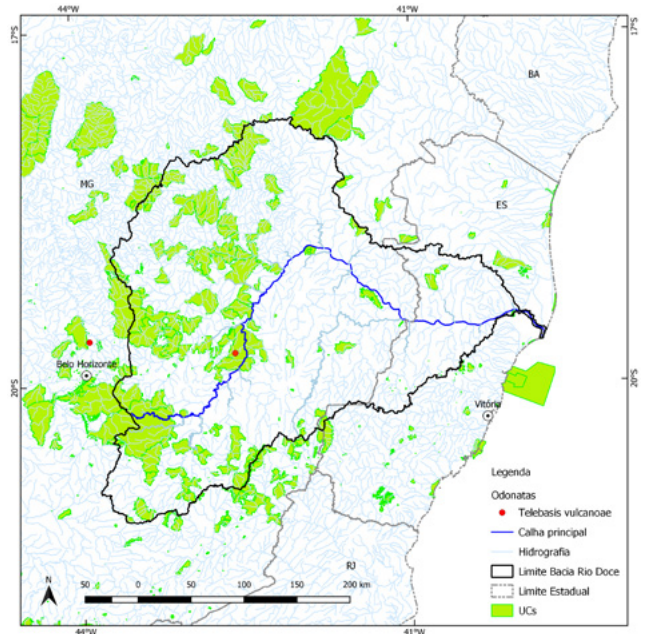 44°W
41°W
17°S
17°S
BA
MG
ES
Belo Horizonte
20°S
20°S
Vitória
Legenda
Odonatas
Telebasis vulcanoae
Calha principal
Hidrografia
Limite Bacia Rio Doce
Limite Estadual
UCs
RJ
N
50 0 50 100 150 200 km
44°W
41°W